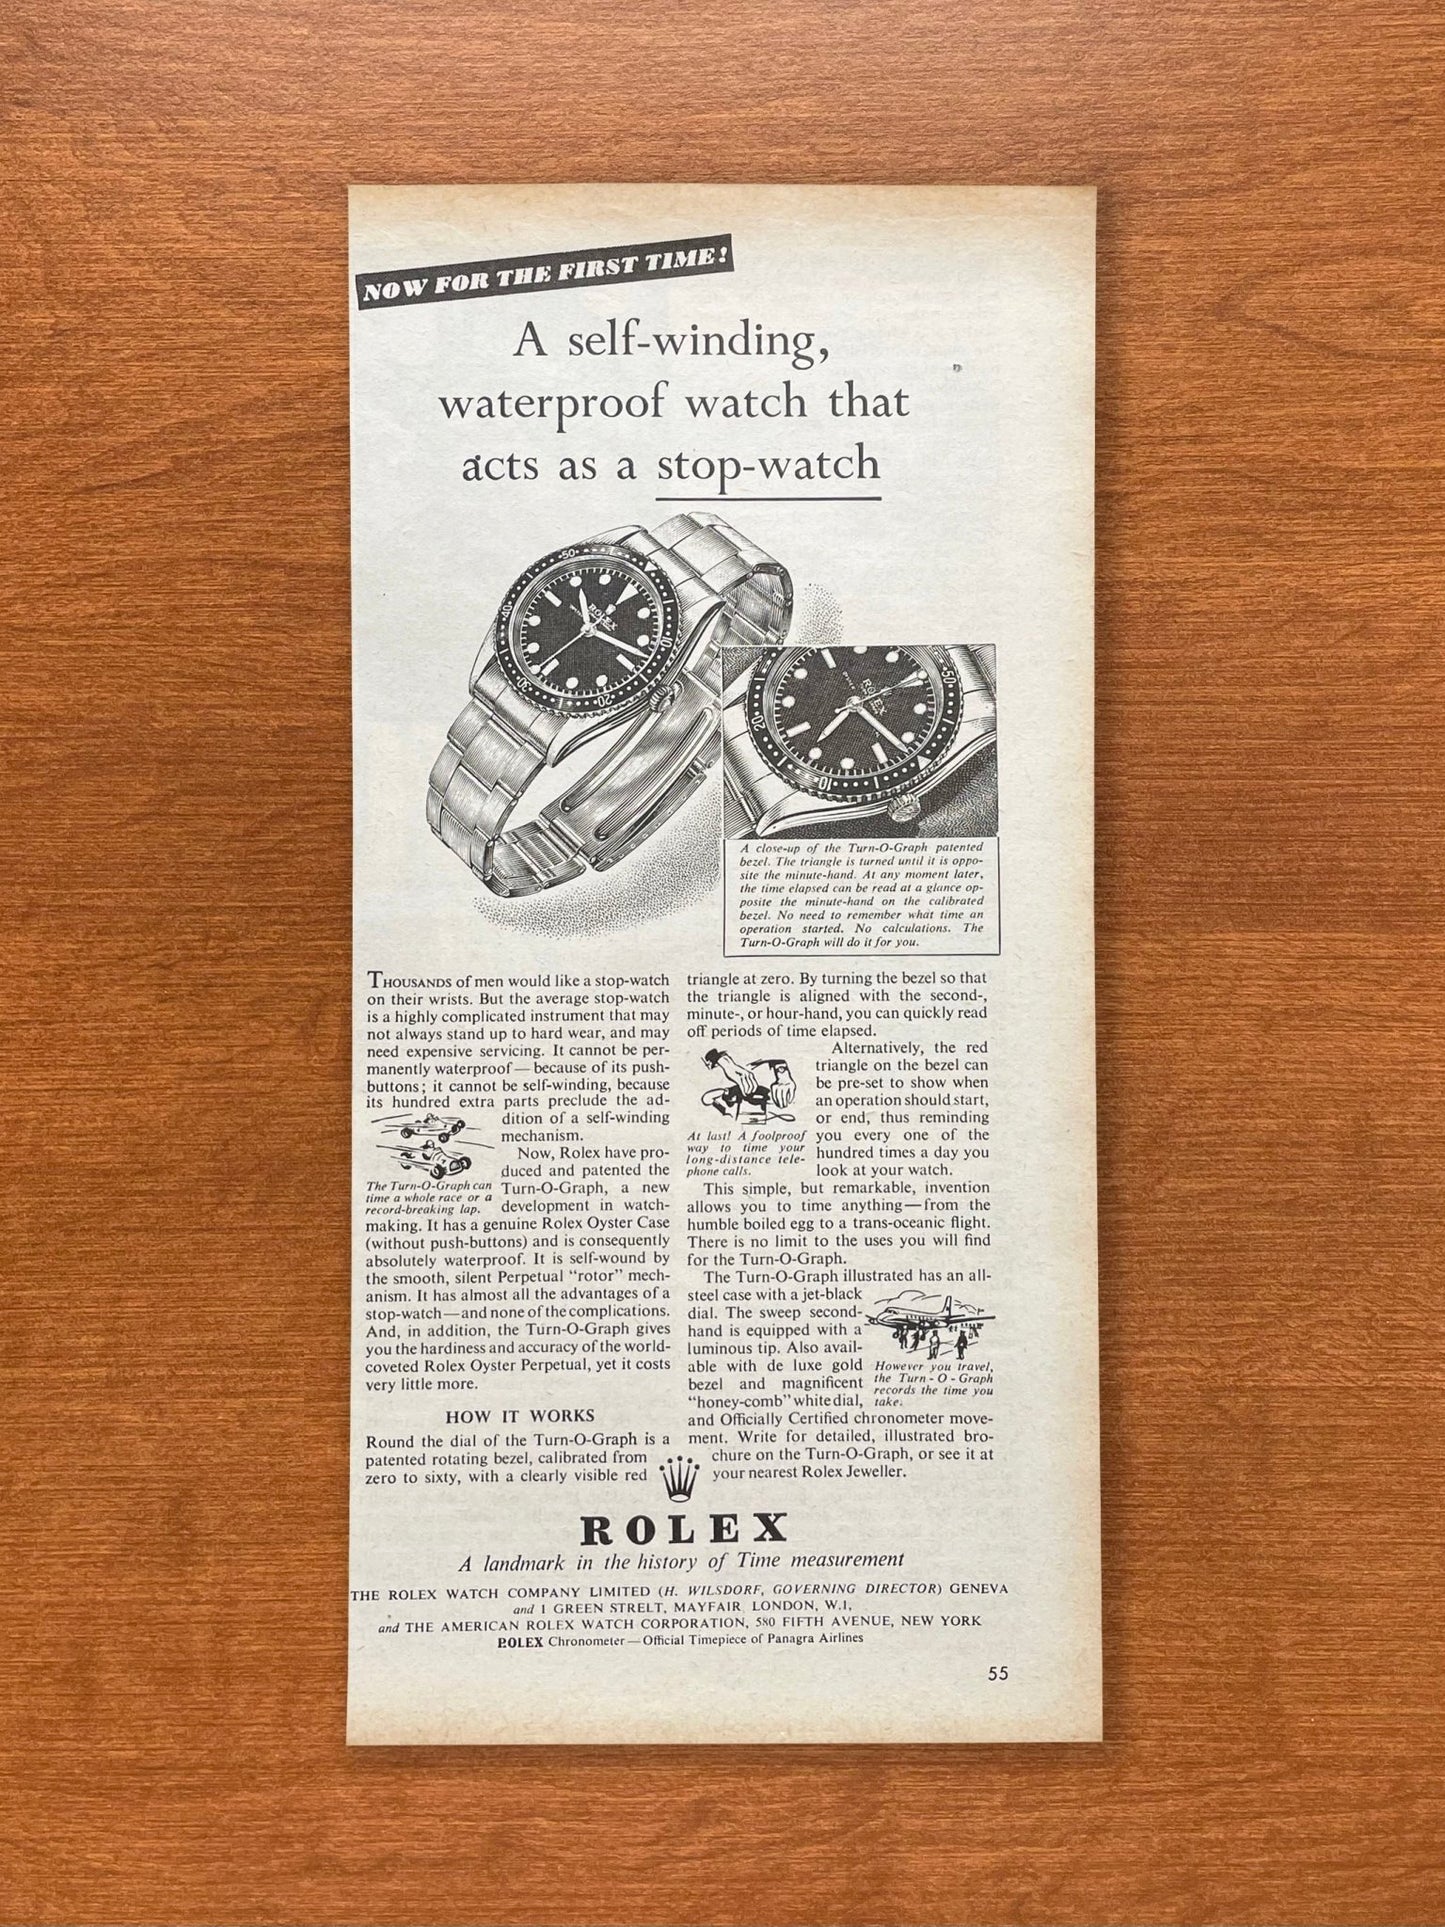 NOW FOR THE FIRST TIME!
A self-winding,
waterproof watch that
acts as a stop-watch
50
40
30
20
10
ROLEX
ROLEX
20
10
50
A close-up of the Turn-O-Graph patented
bezel. The triangle is turned until it is oppo-
site the minute-hand. At any moment later,
the time elapsed can be read at a glance op-
posite the minute-hand on the calibrated
bezel. No need to remember what time an
operation started. No calculations. The
Turn-O-Graph will do it for you.
THOUSANDS of men would like a stop-watch
on their wrists. But the average stop-watch
is a highly complicated instrument that may
not always stand up to hard wear, and may
need expensive servicing. It cannot be per-
manently waterproof—because of its push-
buttons; it cannot be self-winding, because
its hundred extra parts preclude the ad-
dition of a self-winding
mechanism.
Now, Rolex have pro-
duced and patented the
Turn-O-Graph, a new
development in watch-
The Turn-O-Graph can
time a whole race or a
record-breaking lap.
making. It has a genuine Rolex Oyster Case
(without push-buttons) and is consequently
absolutely waterproof. It is self-wound by
the smooth, silent Perpetual "rotor" mech-
anism. It has almost all the advantages of a
stop-watch—and none of the complications.
And, in addition, the Turn-O-Graph gives
you the hardiness and accuracy of the world-
coveted Rolex Oyster Perpetual, yet it costs
very little more.
HOW IT WORKS
Round the dial of the Turn-O-Graph is a
patented rotating bezel, calibrated from
zero to sixty, with a clearly visible red
triangle at zero. By turning the bezel so that
the triangle is aligned with the second-,
minute-, or hour-hand, you can quickly read
off periods of time elapsed.
Alternatively, the red
triangle on the bezel can
be pre-set to show when
an operation should start,
or end, thus reminding
you every one of the
hundred times a day you
look at your watch.
At last! A foolproof
way to time your
long-distance tele-
phone calls.
This simple, but remarkable, invention
allows you to time anything—from the
humble boiled egg to a trans-oceanic flight.
There is no limit to the uses you will find
for the Turn-O-Graph.
The Turn-O-Graph illustrated has an all-
steel case with a jet-black
dial. The sweep second-
hand is equipped with a
luminous tip. Also avail-
able with de luxe gold
bezel and magnificent
"honey-comb" white dial,
However you travel,
the Turn-O-Graph
records the time you
take.
and Officially Certified chronometer move-
ment. Write for detailed, illustrated bro-
chure on the Turn-O-Graph, or see it at
your nearest Rolex Jeweller.
ROLEX
A landmark in the history of Time measurement
THE ROLEX WATCH COMPANY LIMITED (H. WILSDORF, GOVERNING DIRECTOR) GENEVA
and 1 GREEN STREET, MAYFAIR, LONDON, W.1,
and THE AMERICAN ROLEX WATCH CORPORATION, 580 FIFTH AVENUE, NEW YORK
ROLEX Chronometer—Official Timepiece of Panagra Airlines
55